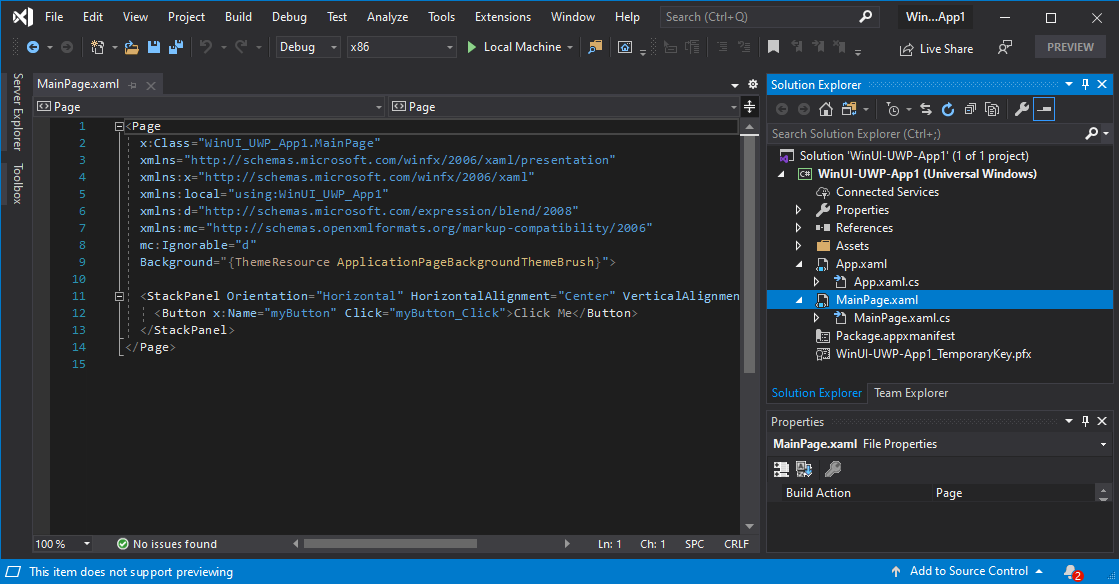 File Edit View Project Build Debug Test Analyze Tools Extensions Window Help Search (Ctrl+Q) Win...App1
Debug x86 Local Machine Live Share PREVIEW
Server Explorer
Toolbox
MainPage.xaml
Page Page
1 <Page
2 x:Class="WinUI_UWP_App1.MainPage"
3 xmlns="http://schemas.microsoft.com/winfx/2006/xaml/presentation"
4 xmlns:x="http://schemas.microsoft.com/winfx/2006/xaml"
5 xmlns:local="using:WinUI_UWP_App1"
6 xmlns:d="http://schemas.microsoft.com/expression/blend/2008"
7 xmlns:mc="http://schemas.openxmlformats.org/markup-compatibility/2006"
8 mc:Ignorable="d"
9 Background="{ThemeResource ApplicationPageBackgroundThemeBrush}">
10
11 <StackPanel Orientation="Horizontal" HorizontalAlignment="Center" VerticalAlignmen
12 <Button x:Name="myButton" Click="myButton_Click">Click Me</Button>
13 </StackPanel>
14 </Page>
15
100 % No issues found Ln: 1 Ch: 1 SPC CRLF
Solution Explorer
Search Solution Explorer (Ctrl+;)
Solution 'WinUI-UWP-App1' (1 of 1 project)
C# WinUI-UWP-App1 (Universal Windows)
Connected Services
Properties
References
Assets
App.xaml
App.xaml.cs
MainPage.xaml
MainPage.xaml.cs
Package.appxmanifest
WinUI-UWP-App1_TemporaryKey.pfx
Solution Explorer Team Explorer
Properties
MainPage.xaml File Properties
Build Action Page
This item does not support previewing Add to Source Control 2